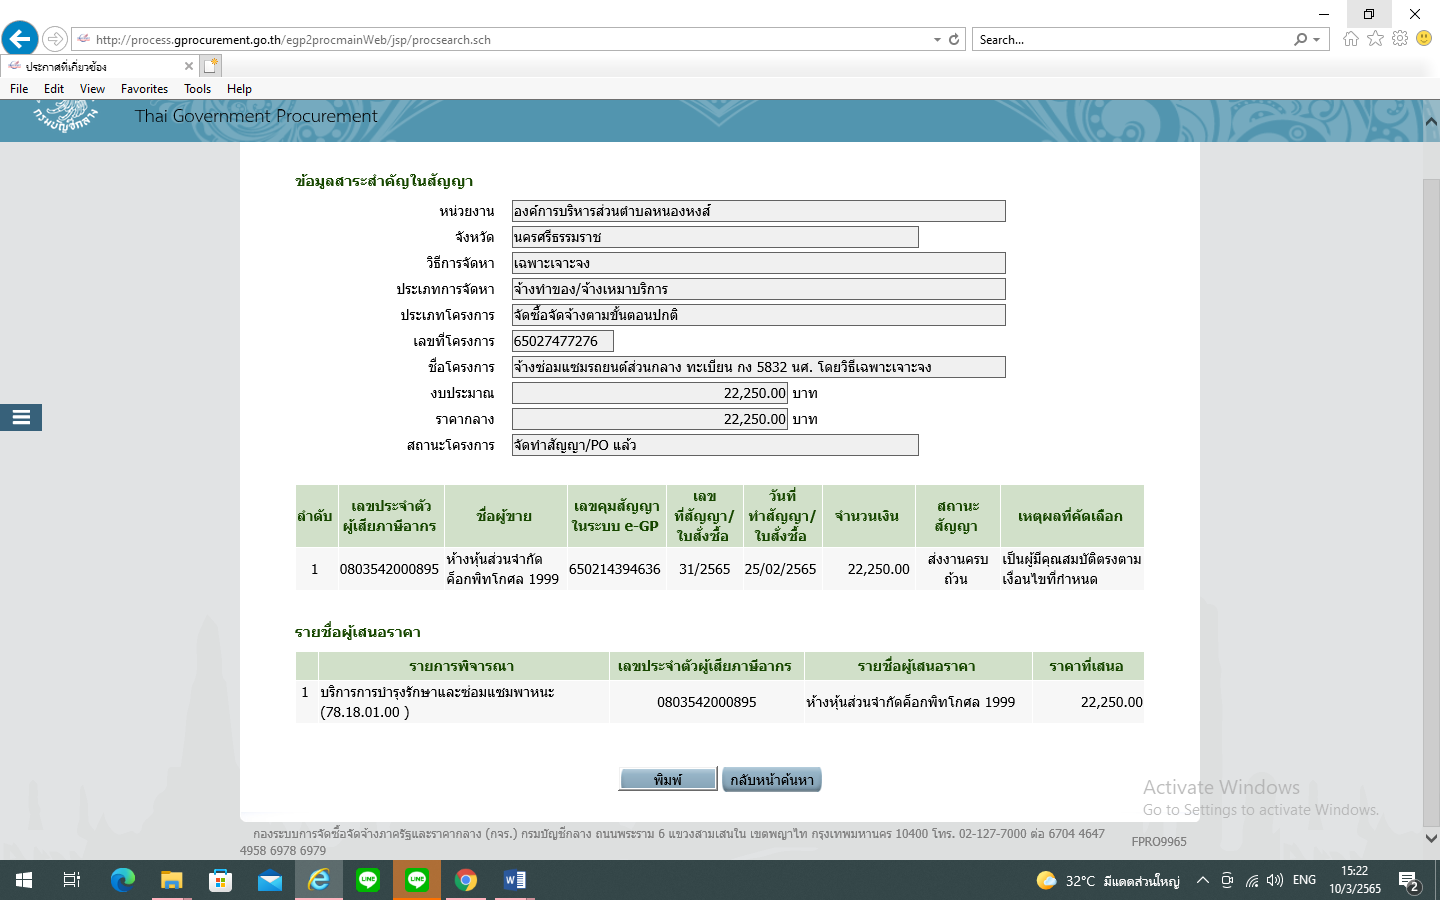 http://process.gprocurement.go.th/egp2procmainWeb/jsp/procsearch.sch
Search...
ประกาศที่เกี่ยวข้อง
File Edit View Favorites Tools Help
กรมบัญชีกลาง
Thai Government Procurement
ข้อมูลสาระสำคัญในสัญญา
หน่วยงาน องค์การบริหารส่วนตำบลหนองหงส์
จังหวัด นครศรีธรรมราช
วิธีการจัดหา เฉพาะเจาะจง
ประเภทการจัดหา จ้างทำของ/จ้างเหมาบริการ
ประเภทโครงการ จัดซื้อจัดจ้างตามขั้นตอนปกติ
เลขที่โครงการ 65027477276
ชื่อโครงการ จ้างซ่อมแซมรถยนต์ส่วนกลาง ทะเบียน กง 5832 นศ. โดยวิธีเฉพาะเจาะจง
งบประมาณ 22,250.00 บาท
ราคากลาง 22,250.00 บาท
สถานะโครงการ จัดทำสัญญา/PO แล้ว
ลำดับ เลขประจำตัวผู้เสียภาษีอากร ชื่อผู้ขาย เลขคุมสัญญาในระบบ e-GP เลขที่สัญญา/ใบสั่งซื้อ วันที่ทำสัญญา/ใบสั่งซื้อ จำนวนเงิน สถานะสัญญา เหตุผลที่คัดเลือก
1 0803542000895 ห้างหุ้นส่วนจำกัด ค็อกพิทโกศล 1999 650214394636 31/2565 25/02/2565 22,250.00 ส่งงานครบถ้วน เป็นผู้มีคุณสมบัติตรงตามเงื่อนไขที่กำหนด
รายชื่อผู้เสนอราคา
รายการพิจารณา เลขประจำตัวผู้เสียภาษีอากร รายชื่อผู้เสนอราคา ราคาที่เสนอ
1 บริการการบำรุงรักษาและซ่อมแซมพาหนะ (78.18.01.00 ) 0803542000895 ห้างหุ้นส่วนจำกัดค็อกพิทโกศล 1999 22,250.00
พิมพ์ กลับหน้าค้นหา
Activate Windows
Go to Settings to activate Windows.
กองระบบการจัดซื้อจัดจ้างภาครัฐและราคากลาง (กจร.) กรมบัญชีกลาง ถนนพระราม 6 แขวงสามเสนใน เขตพญาไท กรุงเทพมหานคร 10400 โทร. 02-127-7000 ต่อ 6704 4647
4958 6978 6979
FPRO9965
LINE LINE 32°C มีแดดส่วนใหญ่ ENG 15:22
10/3/2565 2